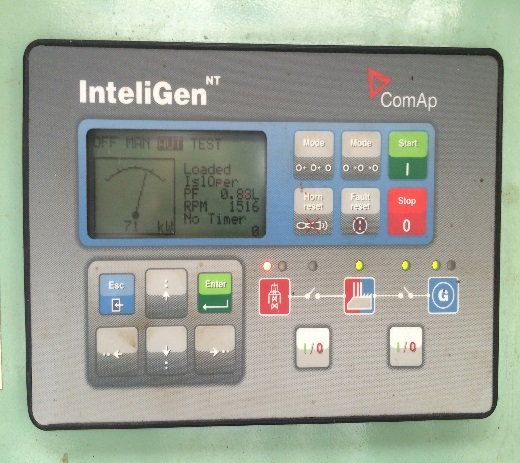 InteliGen NT
ComAp
OFF MAN AUT TEST
Loaded
IslOper
PF 0.88L
RPM 1516
No Timer
0
71 kW
Mode
Mode
Start
I
Horn reset
Fault reset
Stop
0
Esc
Enter
G
I/0
I/0